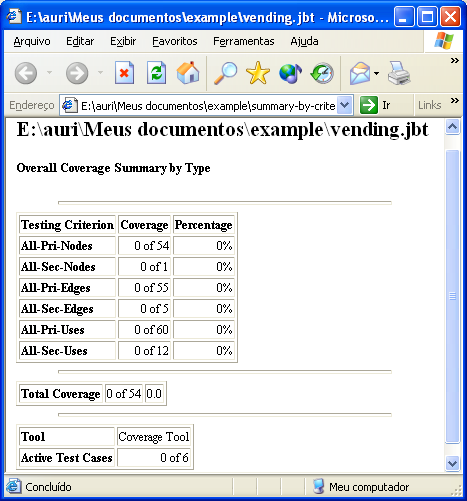 E:\auri\Meus documentos\example\vending.jbt - Microso...
Arquivo Editar Exibir Favoritos Ferramentas Ajuda
Endereço E:\auri\Meus documentos\example\summary-by-crite Ir Links
E:\auri\Meus documentos\example\vending.jbt
Overall Coverage Summary by Type
Testing Criterion Coverage Percentage
All-Pri-Nodes 0 of 54 0%
All-Sec-Nodes 0 of 1 0%
All-Pri-Edges 0 of 55 0%
All-Sec-Edges 0 of 5 0%
All-Pri-Uses 0 of 60 0%
All-Sec-Uses 0 of 12 0%
Total Coverage 0 of 54 0.0
Tool Coverage Tool
Active Test Cases 0 of 6
Concluído Meu computador